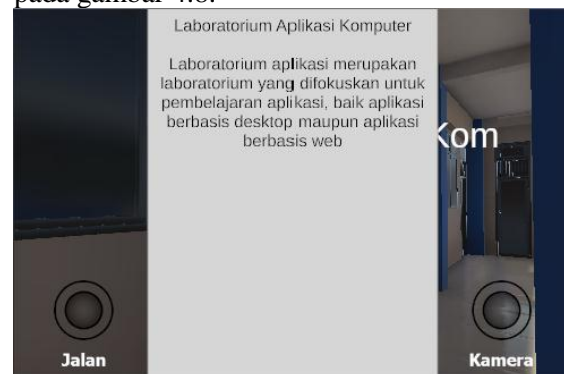 pada gambar 4.8.
Laboratorium Aplikasi Komputer
Laboratorium aplikasi merupakan
laboratorium yang difokuskan untuk
pembelajaran aplikasi, baik aplikasi
berbasis desktop maupun aplikasi
berbasis web
Kom
Jalan
Kamera